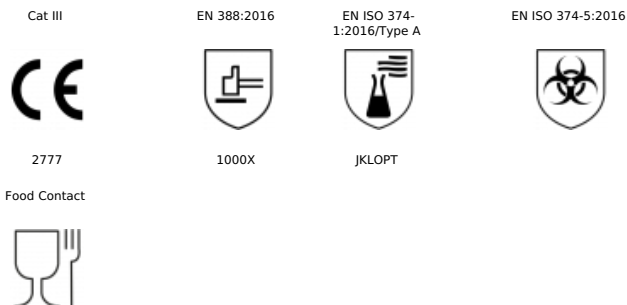 Cat III
EN 388:2016
EN ISO 374-
1:2016/Type A
EN ISO 374-5:2016
CE
2777
1000X
JKLOPT
Food Contact